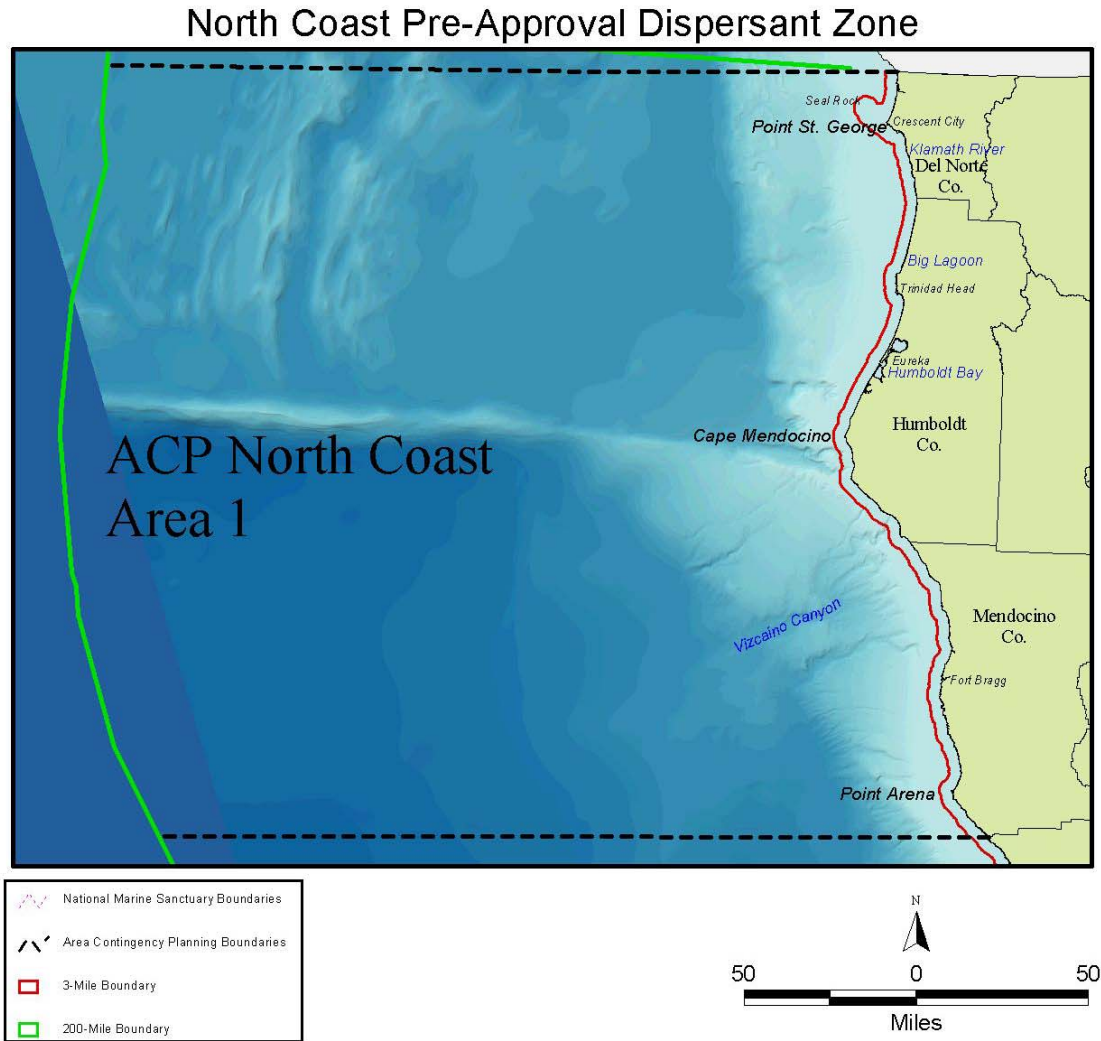 North Coast Pre-Approval Dispersant Zone
Seal Rock
Point St. George
Crescent City
Klamath River
Del Norte
Co.
Big Lagoon
Trinidad Head
Eureka
Humboldt Bay
Cape Mendocino
Humboldt
Co.
ACP North Coast
Area 1
Vizcaino Canyon
Mendocino
Co.
Fort Bragg
Point Arena
National Marine Sanctuary Boundaries
Area Contingency Planning Boundaries
3-Mile Boundary
200-Mile Boundary
N
50 0 50
Miles